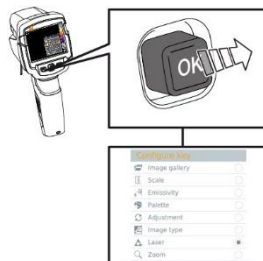 OK
Configure key
Image gallery
Scale
Emissivity
Palette
Adjustment
Image type
Laser
Zoom